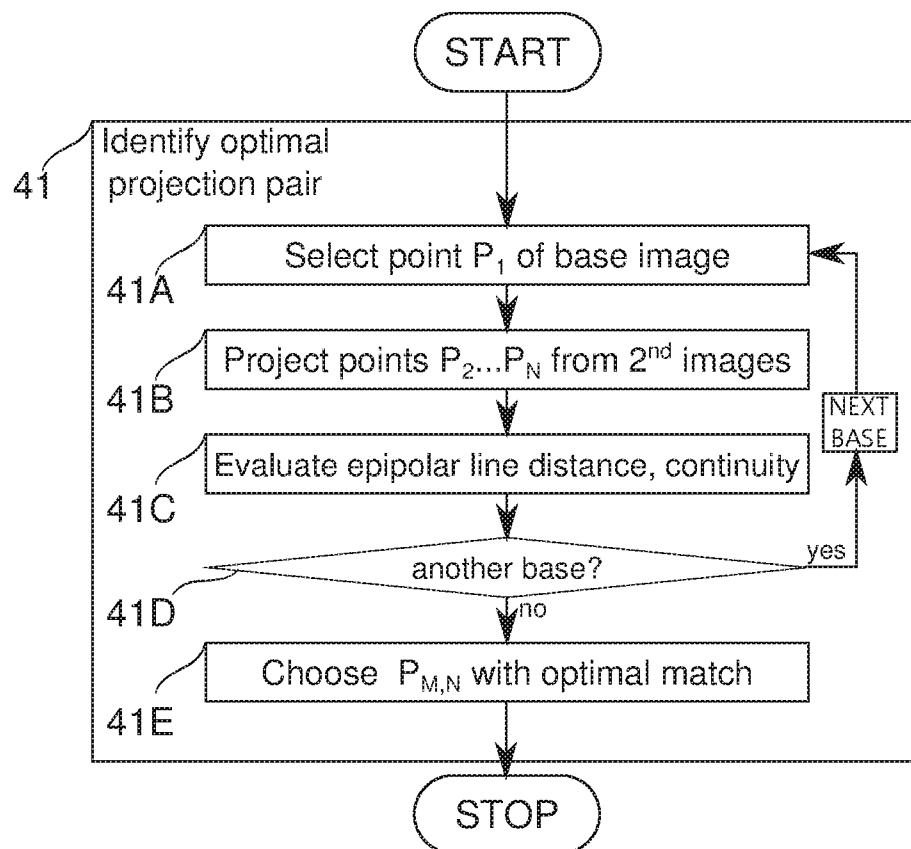 START
Identify optimal
projection pair
41
Select point P₁ of base image
41A
Project points P₂...P_N from 2ⁿᵈ images
41B
NEXT
BASE
Evaluate epipolar line distance, continuity
41C
another base?
yes
41D
no
Choose P_M,N with optimal match
41E
STOP